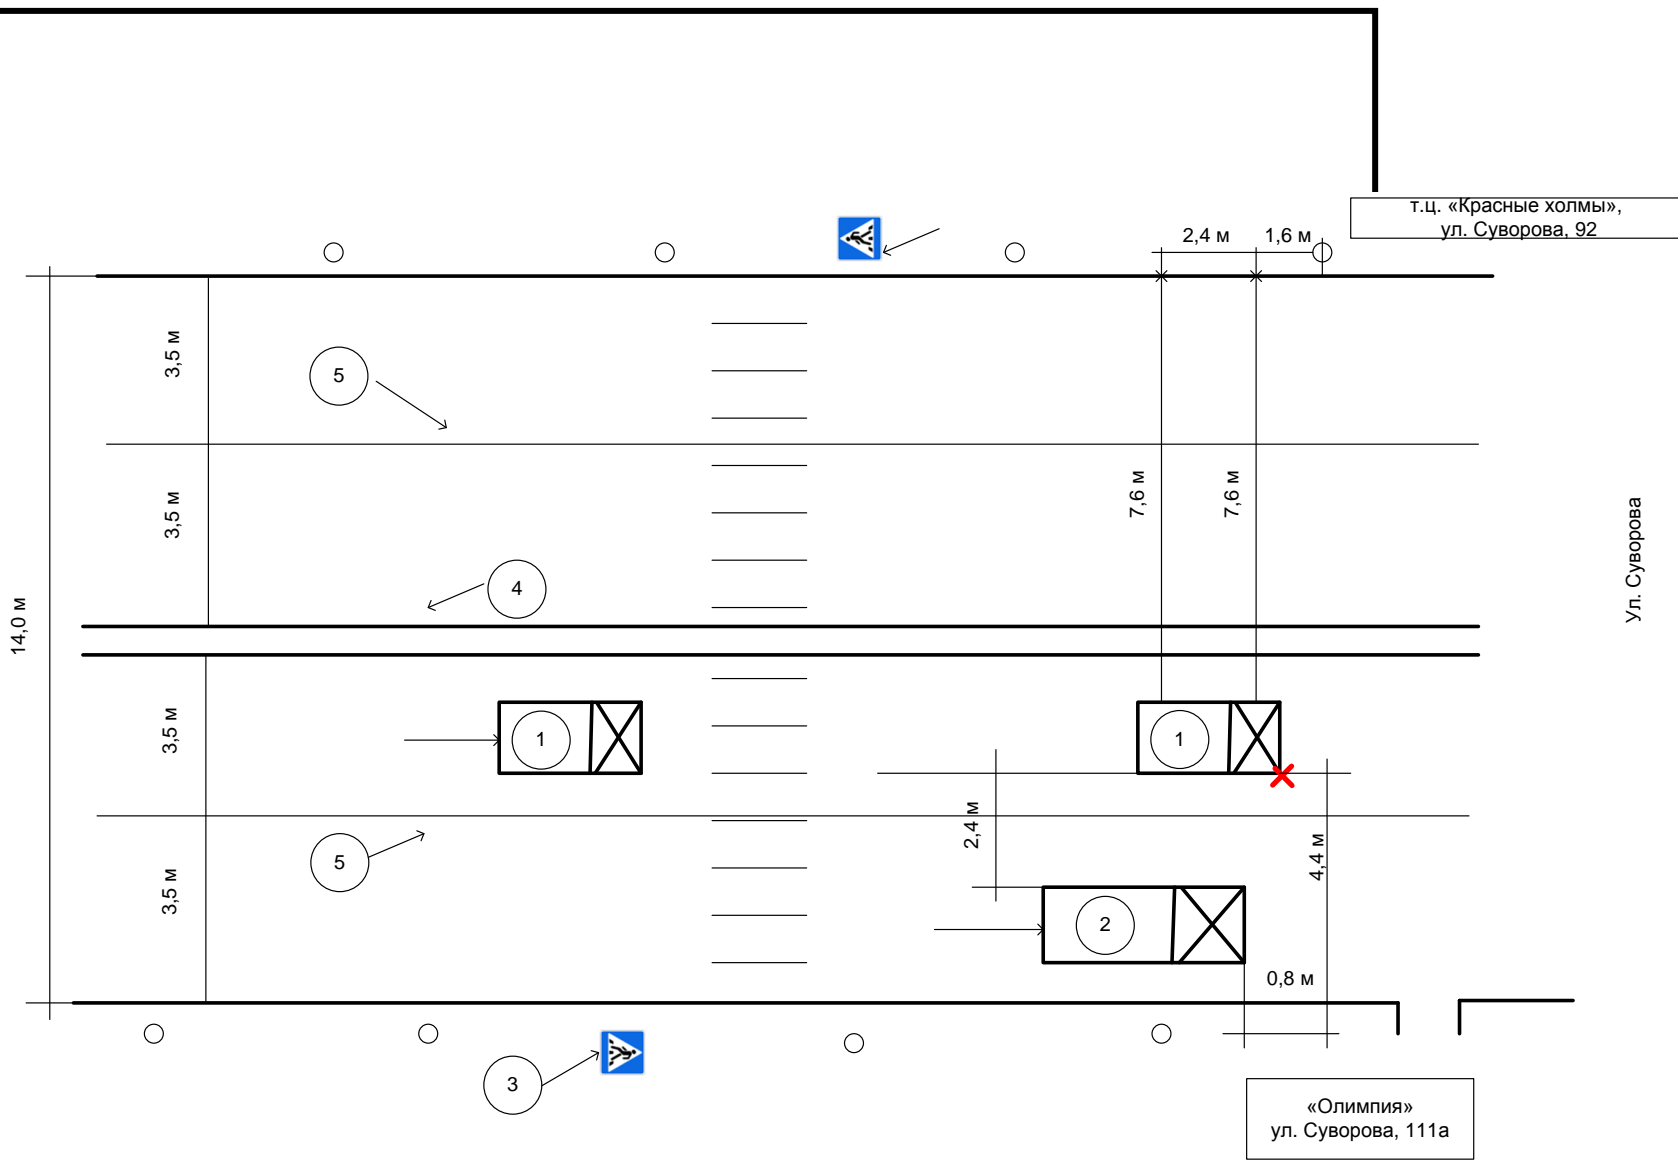 т.ц. «Красные холмы»,
ул. Суворова, 92
2,4 м
1,6 м
3,5 м
5
3,5 м
7,6 м
7,6 м
Ул. Суворова
4
14,0 м
3,5 м
1
1
2,4 м
4,4 м
5
3,5 м
2
0,8 м
3
«Олимпия»
ул. Суворова, 111а